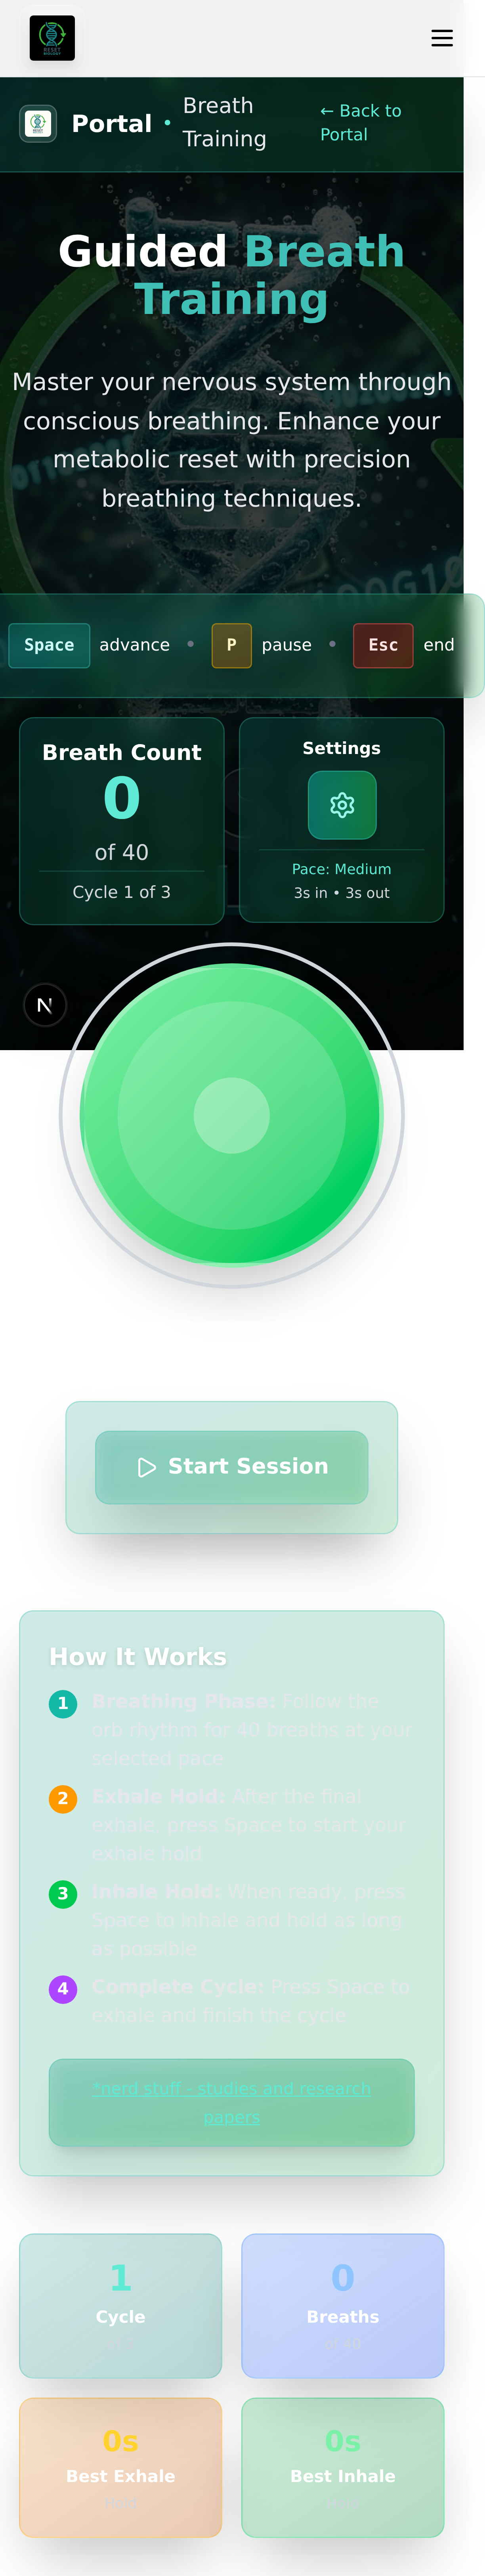 RESET
BIOLOGY
Portal • Breath
Training
← Back to
Portal
Guided Breath
Training
Master your nervous system through
conscious breathing. Enhance your
metabolic reset with precision
breathing techniques.
Space advance • P pause • Esc end
Breath Count
0
of 40
Cycle 1 of 3
Settings
Pace: Medium
3s in • 3s out
N
Start Session
How It Works
1 Breathing Phase: Follow the
orb rhythm for 40 breaths at your
selected pace
2 Exhale Hold: After the final
exhale, press Space to start your
exhale hold
3 Inhale Hold: When ready, press
Space to inhale and hold as long
as possible
4 Complete Cycle: Press Space to
exhale and finish the cycle
*nerd stuff - studies and research
papers
1
Cycle
0
Breaths
of 40
0s
Best Exhale
Hold
0s
Best Inhale